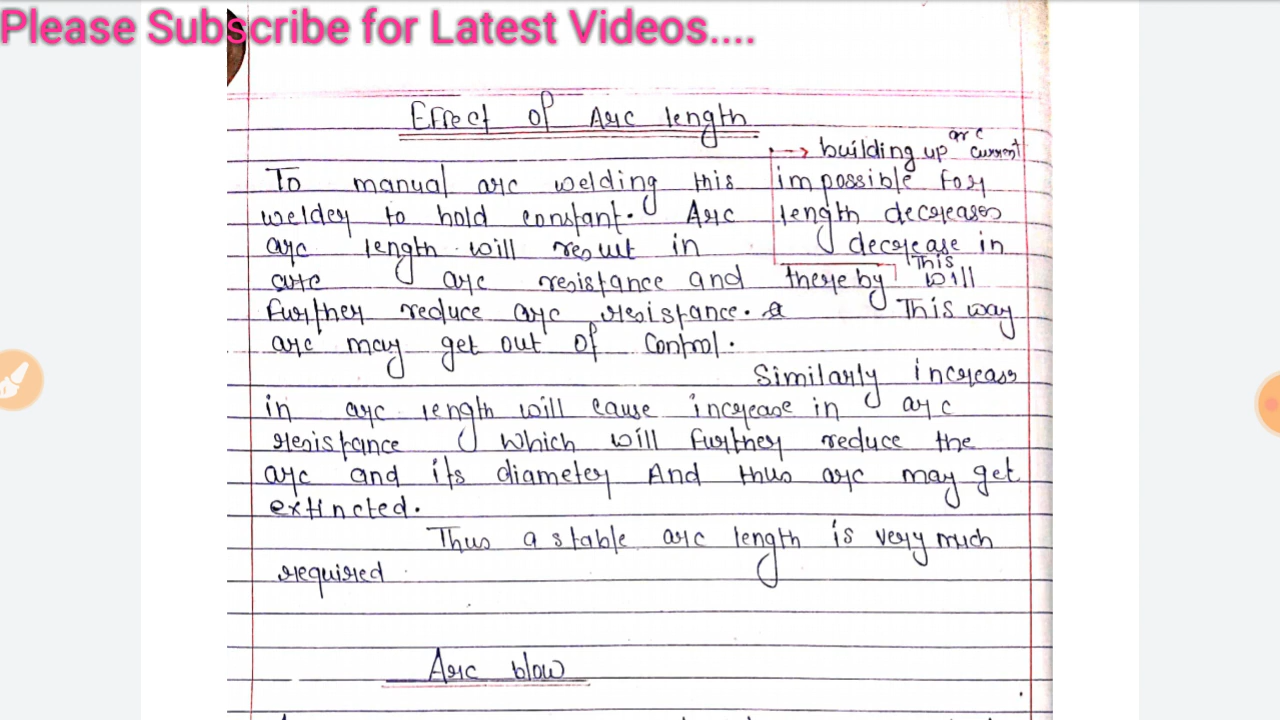 Please Subscribe for Latest Videos....
Effect of Arc length
→ building up arc current
To manual arc welding this impossible for
welder to hold constant. Arc length decreases
arc length will result in decrease in
arc arc resistance and thereby This will
further reduce arc resistance. a This way
arc may get out of control.
Similarly increase
in arc length will cause increase in arc
resistance which will further reduce the
arc and its diameter And thus arc may get
extincted.
Thus a stable arc length is very much
required
Arc blow